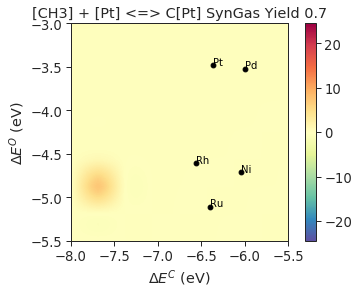 [CH3] + [Pt] <=> C[Pt] SynGas Yield 0.7
−3.0
−3.5
−4.0
−4.5
−5.0
−5.5
ΔE^O (eV)
Pt
Pd
Rh
Ni
Ru
−8.0 −7.5 −7.0 −6.5 −6.0 −5.5
ΔE^C (eV)
20
10
0
−10
−20